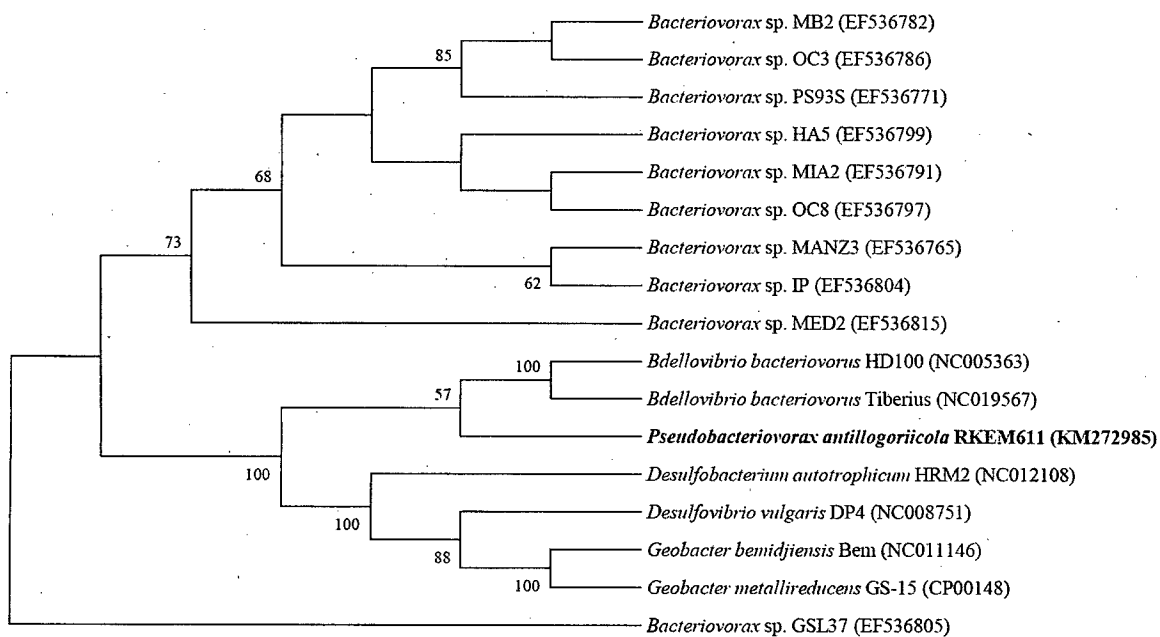 Bacteriovorax sp. MB2 (EF536782)
85
Bacteriovorax sp. OC3 (EF536786)
Bacteriovorax sp. PS93S (EF536771)
Bacteriovorax sp. HA5 (EF536799)
68
Bacteriovorax sp. MIA2 (EF536791)
Bacteriovorax sp. OC8 (EF536797)
73
Bacteriovorax sp. MANZ3 (EF536765)
62
Bacteriovorax sp. IP (EF536804)
Bacteriovorax sp. MED2 (EF536815)
100
Bdellovibrio bacteriovorus HD100 (NC005363)
57
Bdellovibrio bacteriovorus Tiberius (NC019567)
Pseudobacteriovorax antillogoriicola RKEM611 (KM272985)
100
Desulfobacterium autotrophicum HRM2 (NC012108)
100
Desulfovibrio vulgaris DP4 (NC008751)
88
Geobacter bemidjiensis Bem (NC011146)
100
Geobacter metallireducens GS-15 (CP00148)
Bacteriovorax sp. GSL37 (EF536805)